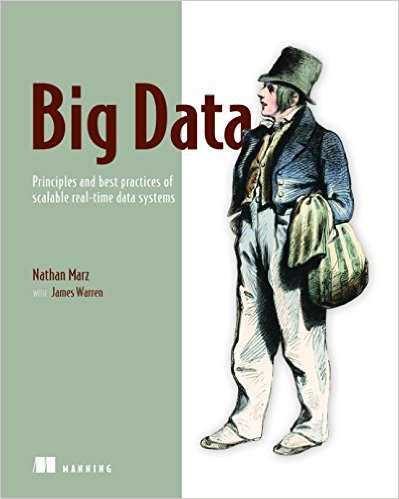 Big Data
Principles and best practices of
scalable real-time data systems
Nathan Marz
WITH James Warren
MANNING